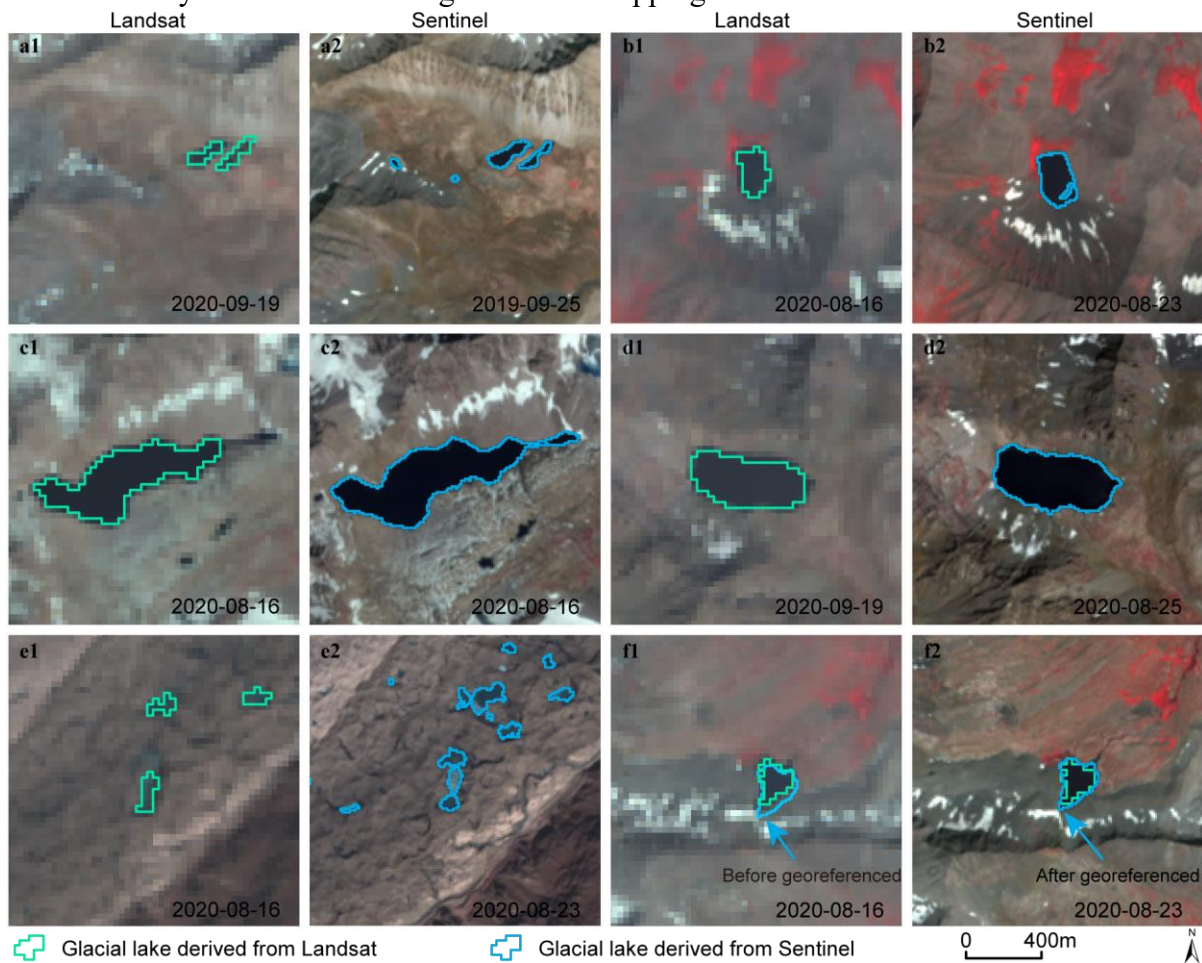 Landsat Sentinel Landsat Sentinel
a1 a2 b1 b2
2020-09-19 2019-09-25 2020-08-16 2020-08-23
c1 c2 d1 d2
2020-08-16 2020-08-16 2020-09-19 2020-08-25
e1 e2 f1 f2
Before georeferenced After georeferenced
2020-08-16 2020-08-23 2020-08-16 2020-08-23
Glacial lake derived from Landsat Glacial lake derived from Sentinel 0 400m N